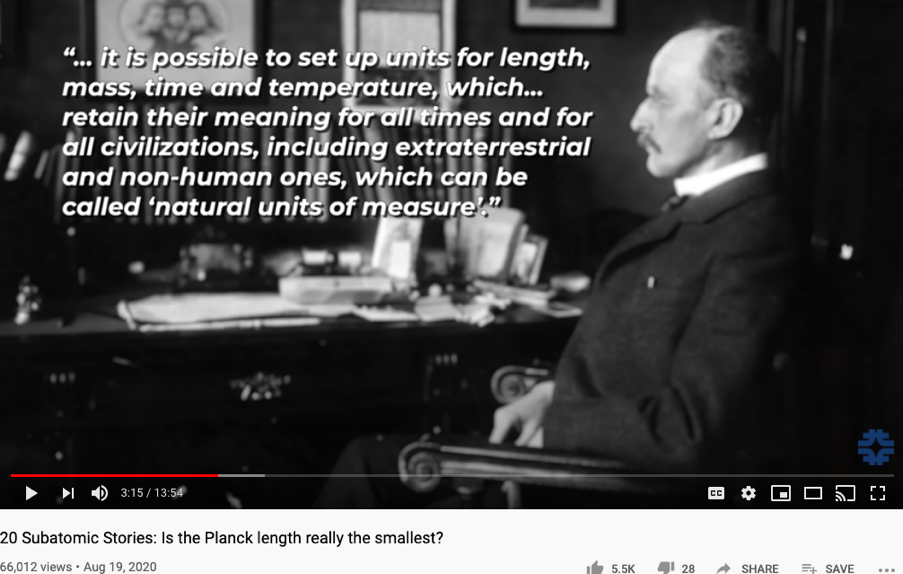 “... it is possible to set up units for length,
mass, time and temperature, which...
retain their meaning for all times and for
all civilizations, including extraterrestrial
and non-human ones, which can be
called ‘natural units of measure’.”
3:15 / 13:54
CC
20 Subatomic Stories: Is the Planck length really the smallest?
66,012 views • Aug 19, 2020
5.5K
28
SHARE
SAVE